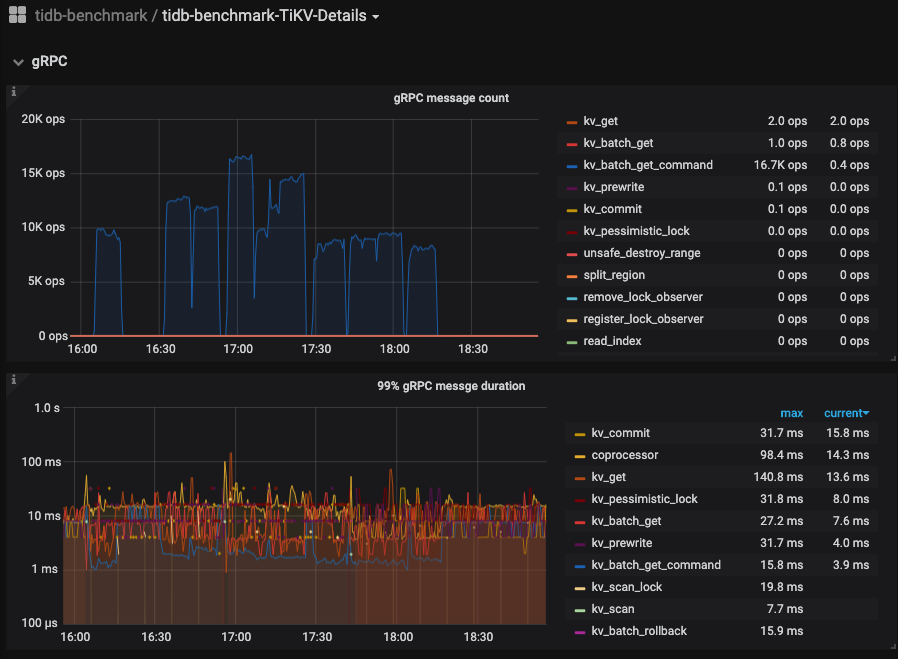 tidb-benchmark / tidb-benchmark-TiKV-Details
gRPC
i
gRPC message count
20K ops
15K ops
10K ops
5K ops
0 ops
16:00 16:30 17:00 17:30 18:00 18:30
kv_get 2.0 ops 2.0 ops
kv_batch_get 1.0 ops 0.8 ops
kv_batch_get_command 16.7K ops 0.4 ops
kv_prewrite 0.1 ops 0.0 ops
kv_commit 0.1 ops 0.0 ops
kv_pessimistic_lock 0.0 ops 0.0 ops
unsafe_destroy_range 0 ops 0 ops
split_region 0 ops 0 ops
remove_lock_observer 0 ops 0 ops
register_lock_observer 0 ops 0 ops
read_index 0 ops 0 ops
i
99% gRPC messge duration
1.0 s
100 ms
10 ms
1 ms
100 µs
16:00 16:30 17:00 17:30 18:00 18:30
max current
kv_commit 31.7 ms 15.8 ms
coprocessor 98.4 ms 14.3 ms
kv_get 140.8 ms 13.6 ms
kv_pessimistic_lock 31.8 ms 8.0 ms
kv_batch_get 27.2 ms 7.6 ms
kv_prewrite 31.7 ms 4.0 ms
kv_batch_get_command 15.8 ms 3.9 ms
kv_scan_lock 19.8 ms
kv_scan 7.7 ms
kv_batch_rollback 15.9 ms